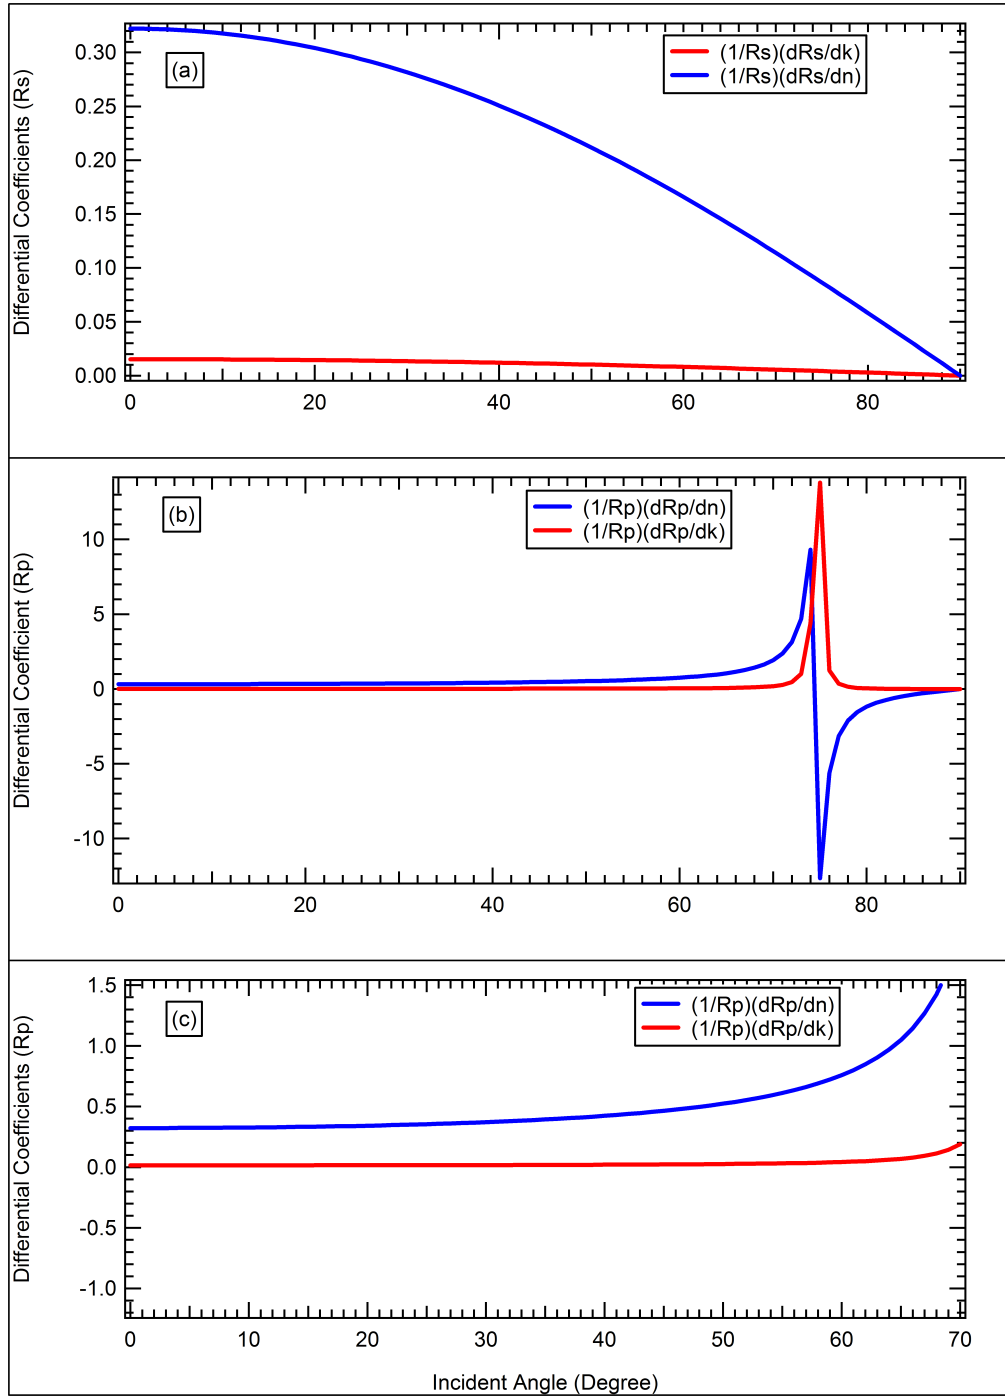 Differential Coefficients (Rs)
(a)
(1/Rs)(dRs/dk)
(1/Rs)(dRs/dn)
0.30
0.25
0.20
0.15
0.10
0.05
0.00
0 20 40 60 80
Differential Coefficient (Rp)
(b)
(1/Rp)(dRp/dn)
(1/Rp)(dRp/dk)
10
5
0
-5
-10
0 20 40 60 80
Differential Coefficients (Rp)
(c)
(1/Rp)(dRp/dn)
(1/Rp)(dRp/dk)
1.5
1.0
0.5
0.0
-0.5
-1.0
0 10 20 30 40 50 60 70
Incident Angle (Degree)